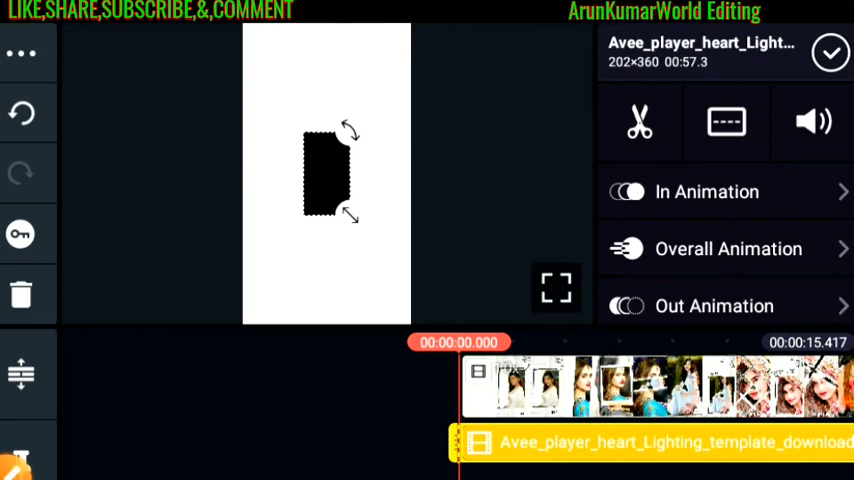 LIKE,SHARE,SUBSCRIBE,&,COMMENT
ArunKumarWorld Editing
Avee_player_heart_Light...
202×360 00:57.3
In Animation
Overall Animation
Out Animation
00:00:00.000
00:00:15.417
Avee_player_heart_Lighting_template_download